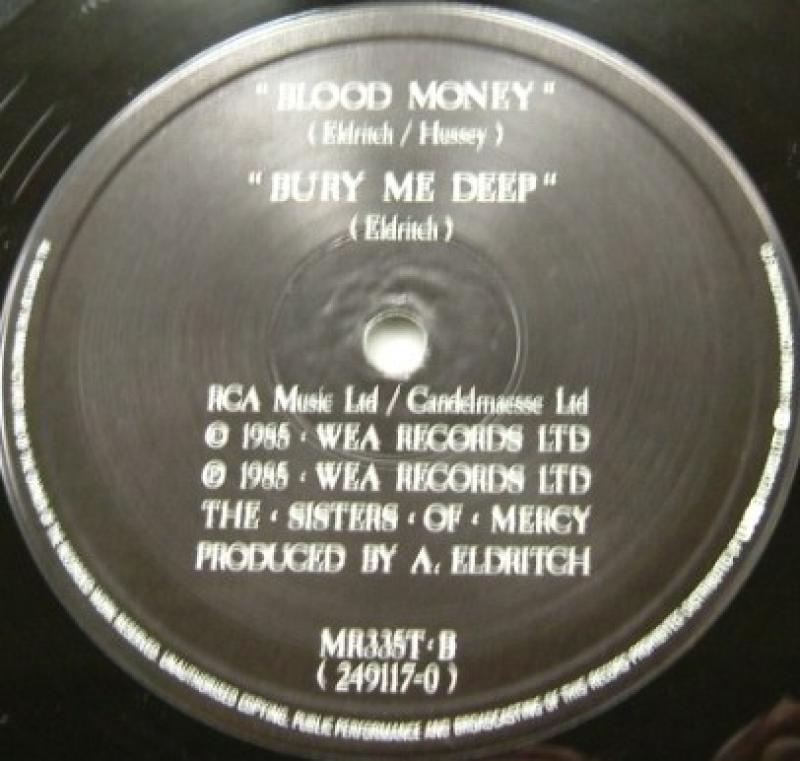 "BLOOD MONEY"
( Eldritch / Hussey )
"BURY ME DEEP"
( Eldritch )
RCA Music Ltd / Candelmaesse Ltd
© 1985 · WEA RECORDS LTD
℗ 1985 · WEA RECORDS LTD
THE · SISTERS · OF · MERCY
PRODUCED BY A. ELDRITCH
MR335T·B
( 249117-0 )
RESERVED. UNAUTHORISED COPYING, PUBLIC PERFORMANCE AND BROADCASTING OF THIS RECORD PROHIBITED.